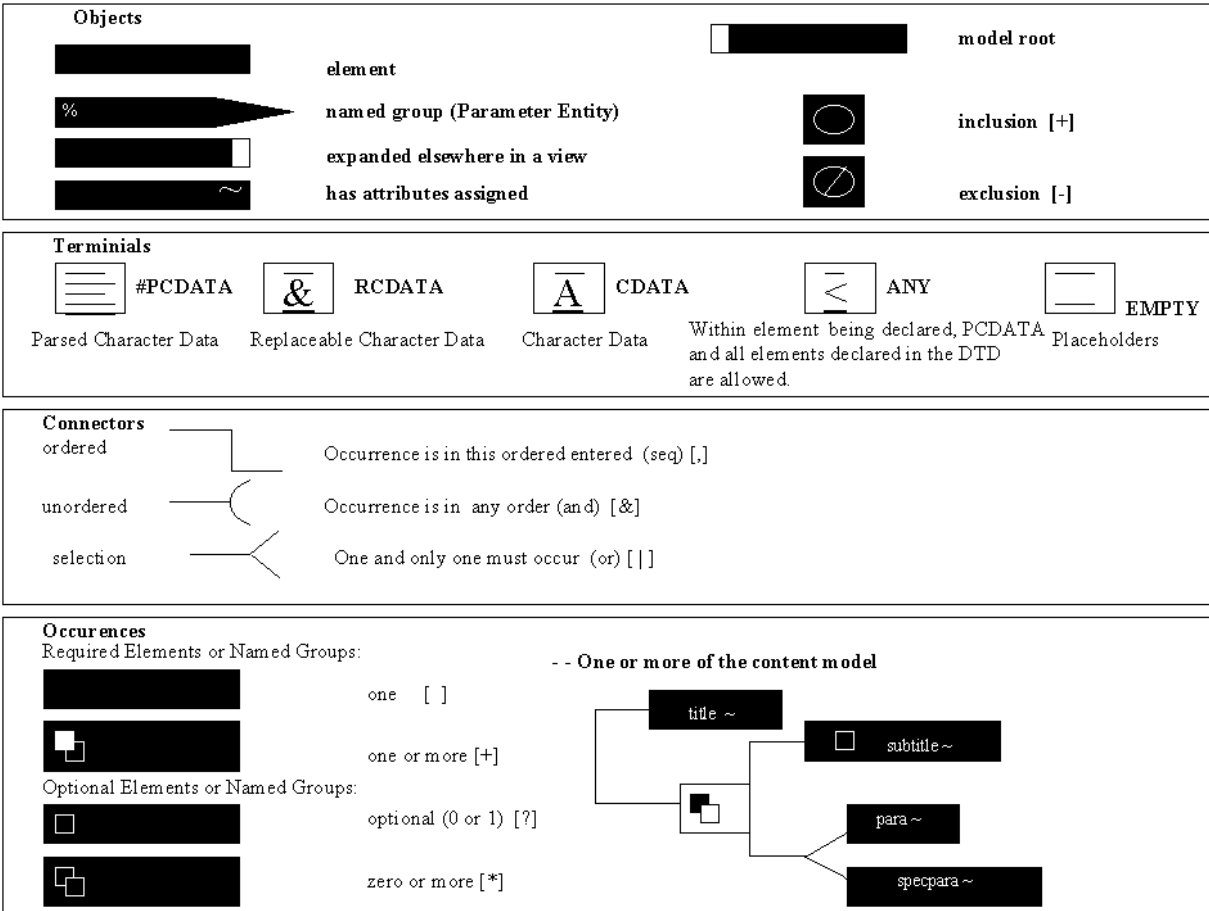 Objects
element
%
named group (Parameter Entity)
expanded elsewhere in a view
~
has attributes assigned
model root
inclusion [+]
exclusion [-]
Terminials
#PCDATA
Parsed Character Data
&
RCDATA
Replaceable Character Data
A
CDATA
Character Data
<
ANY
Within element being declared, PCDATA
and all elements declared in the DTD
are allowed.
EMPTY
Placeholders
Connectors
ordered
Occurrence is in this ordered entered (seq) [,]
unordered
Occurrence is in any order (and) [&]
selection
One and only one must occur (or) [ | ]
Occurences
Required Elements or Named Groups:
one [ ]
one or more [+]
Optional Elements or Named Groups:
optional (0 or 1) [?]
zero or more [*]
- - One or more of the content model
title ~
subtitle ~
para ~
specpara ~